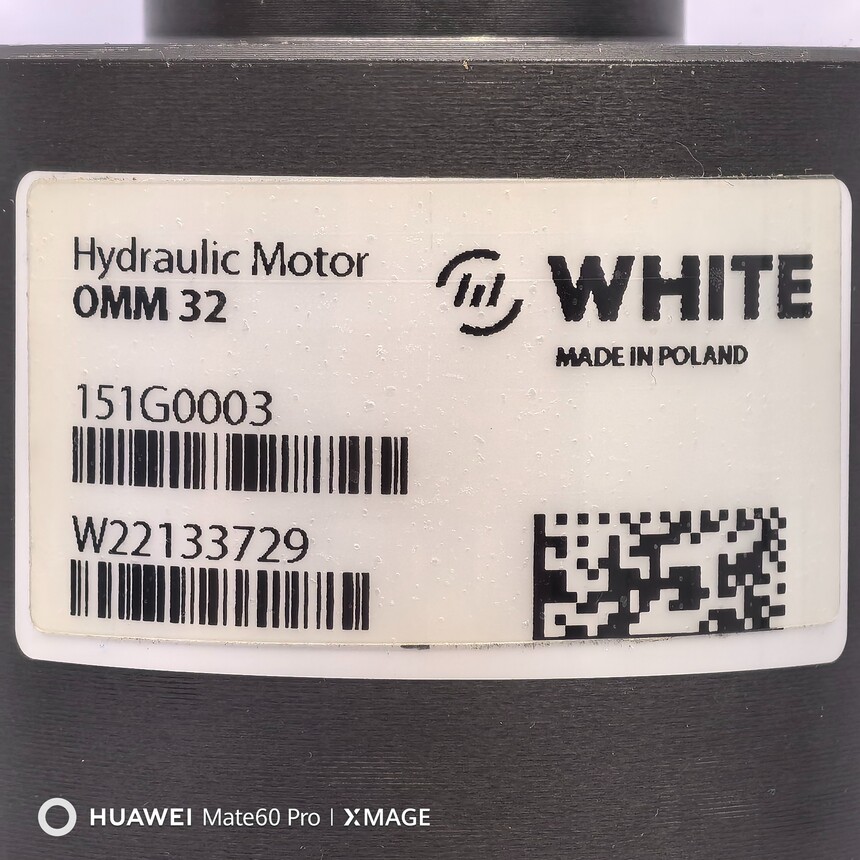 Hydraulic Motor
OMM 32
WHITE
MADE IN POLAND
151G0003
W22133729
HUAWEI Mate60 Pro | XMAGE